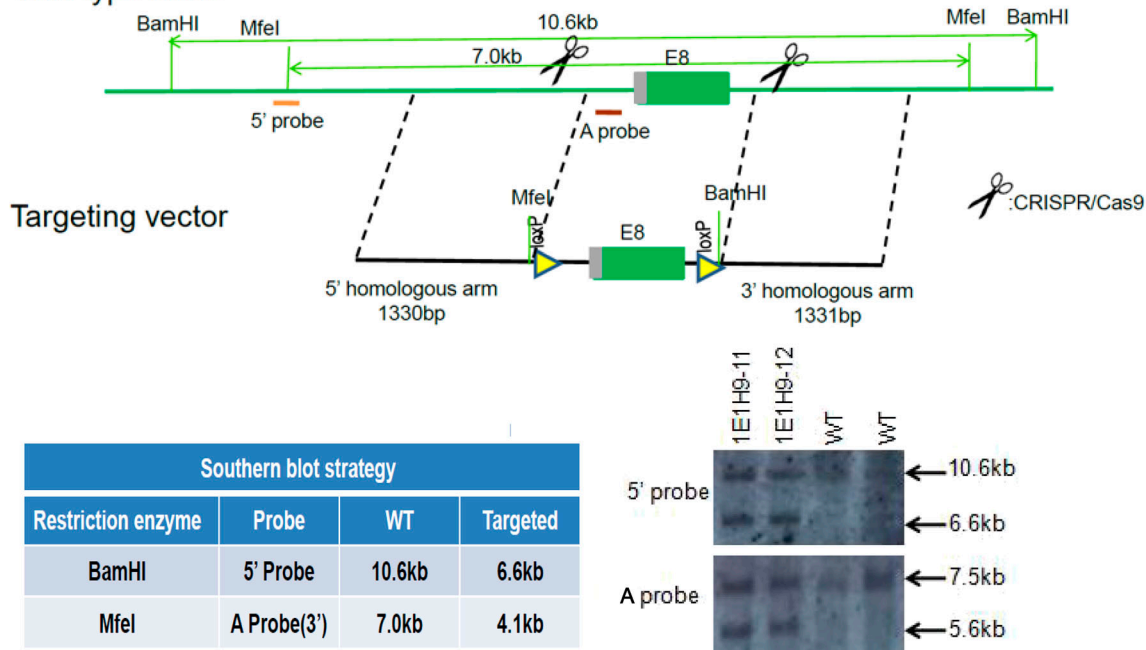 BamHI
MfeI
10.6kb
MfeI
BamHI
7.0kb
E8
5' probe
A probe
MfeI
BamHI
Targeting vector
loxP
E8
loxP
:CRISPR/Cas9
5' homologous arm
1330bp
3' homologous arm
1331bp
1E1H9-11
1E1H9-12
WT
WT
5' probe
10.6kb
6.6kb
A probe
7.5kb
5.6kb
Southern blot strategy
Restriction enzyme Probe WT Targeted
BamHI 5' Probe 10.6kb 6.6kb
MfeI A Probe(3') 7.0kb 4.1kb